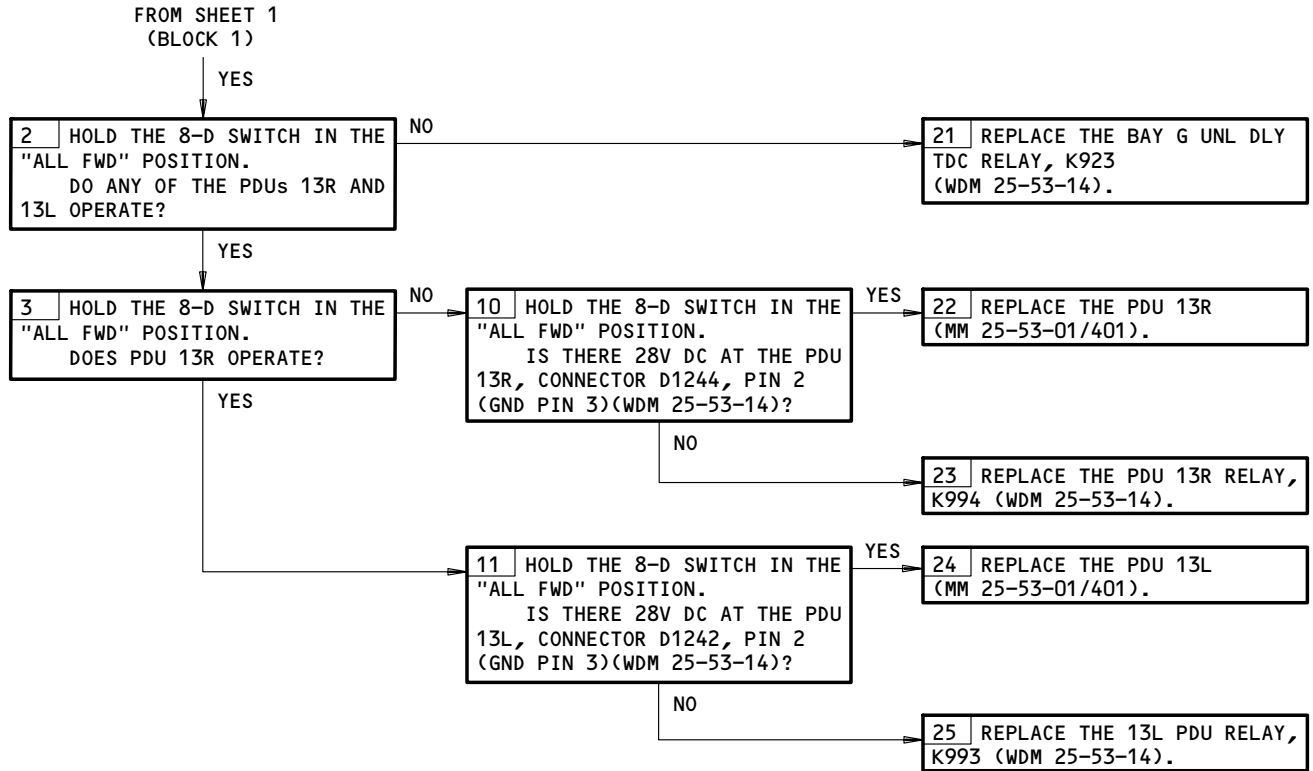 FROM SHEET 1
(BLOCK 1)
YES
2 HOLD THE 8-D SWITCH IN THE
"ALL FWD" POSITION.
DO ANY OF THE PDUs 13R AND
13L OPERATE?
NO
21 REPLACE THE BAY G UNL DLY
TDC RELAY, K923
(WDM 25-53-14).
YES
3 HOLD THE 8-D SWITCH IN THE
"ALL FWD" POSITION.
DOES PDU 13R OPERATE?
NO
10 HOLD THE 8-D SWITCH IN THE
"ALL FWD" POSITION.
IS THERE 28V DC AT THE PDU
13R, CONNECTOR D1244, PIN 2
(GND PIN 3)(WDM 25-53-14)?
YES
22 REPLACE THE PDU 13R
(MM 25-53-01/401).
NO
23 REPLACE THE PDU 13R RELAY,
K994 (WDM 25-53-14).
YES
11 HOLD THE 8-D SWITCH IN THE
"ALL FWD" POSITION.
IS THERE 28V DC AT THE PDU
13L, CONNECTOR D1242, PIN 2
(GND PIN 3)(WDM 25-53-14)?
YES
24 REPLACE THE PDU 13L
(MM 25-53-01/401).
NO
25 REPLACE THE 13L PDU RELAY,
K993 (WDM 25-53-14).